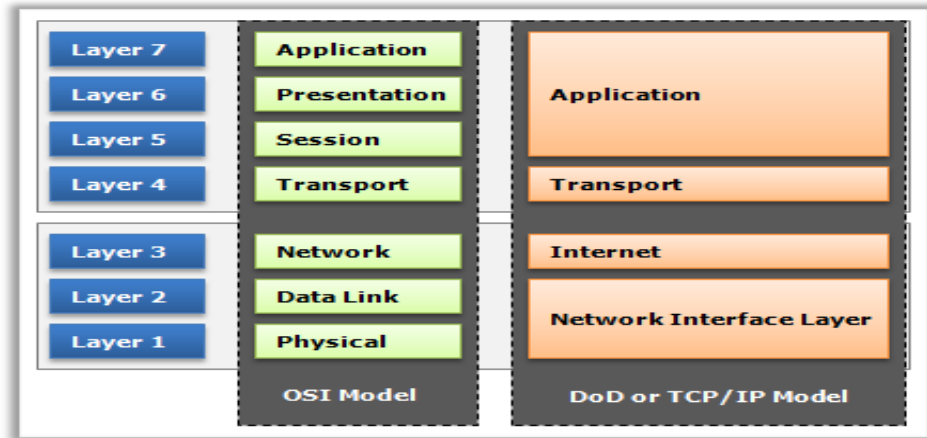 Layer 7 Application
Layer 6 Presentation Application
Layer 5 Session
Layer 4 Transport Transport
Layer 3 Network Internet
Layer 2 Data Link
Network Interface Layer
Layer 1 Physical
OSI Model DoD or TCP/IP Model